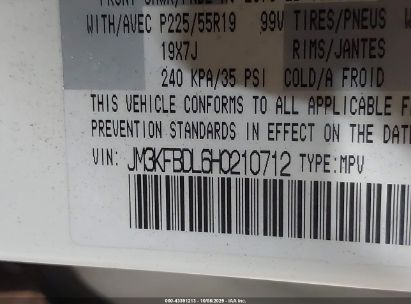 WITH/AVEC P225/55R19 99V TIRES/PNEUS
19X7J RIMS/JANTES
240 KPA/35 PSI COLD/A FROID
THIS VEHICLE CONFORMS TO ALL APPLICABLE F
PREVENTION STANDARDS IN EFFECT ON THE DATE
VIN: JM3KFBDL6H0210712 TYPE:MPV